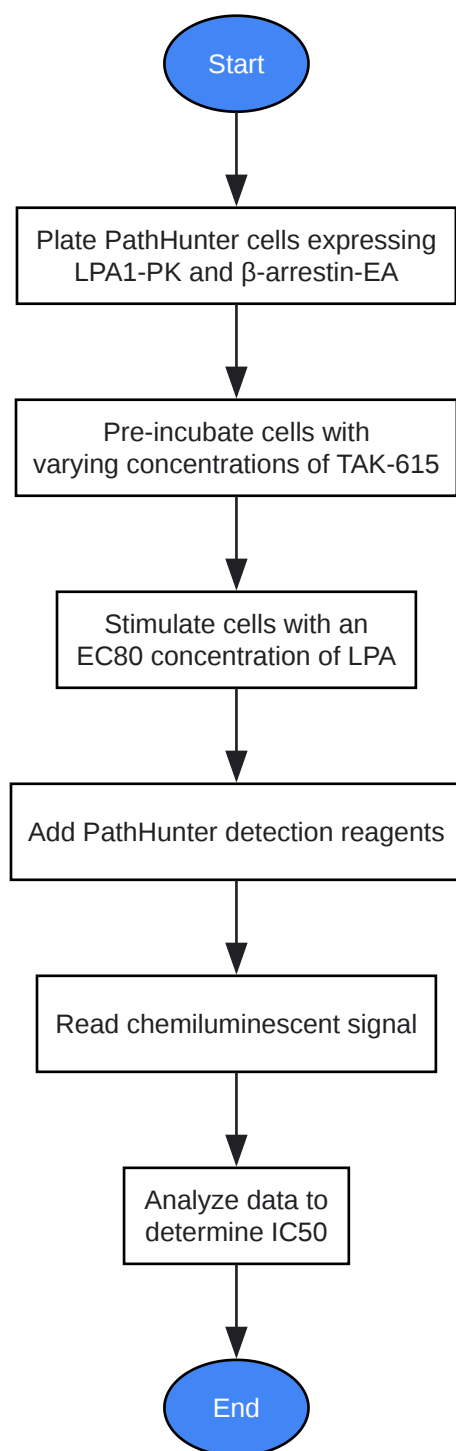 Start
Plate PathHunter cells expressing
LPA1-PK and β-arrestin-EA
Pre-incubate cells with
varying concentrations of TAK-615
Stimulate cells with an
EC80 concentration of LPA
Add PathHunter detection reagents
Read chemiluminescent signal
Analyze data to
determine IC50
End